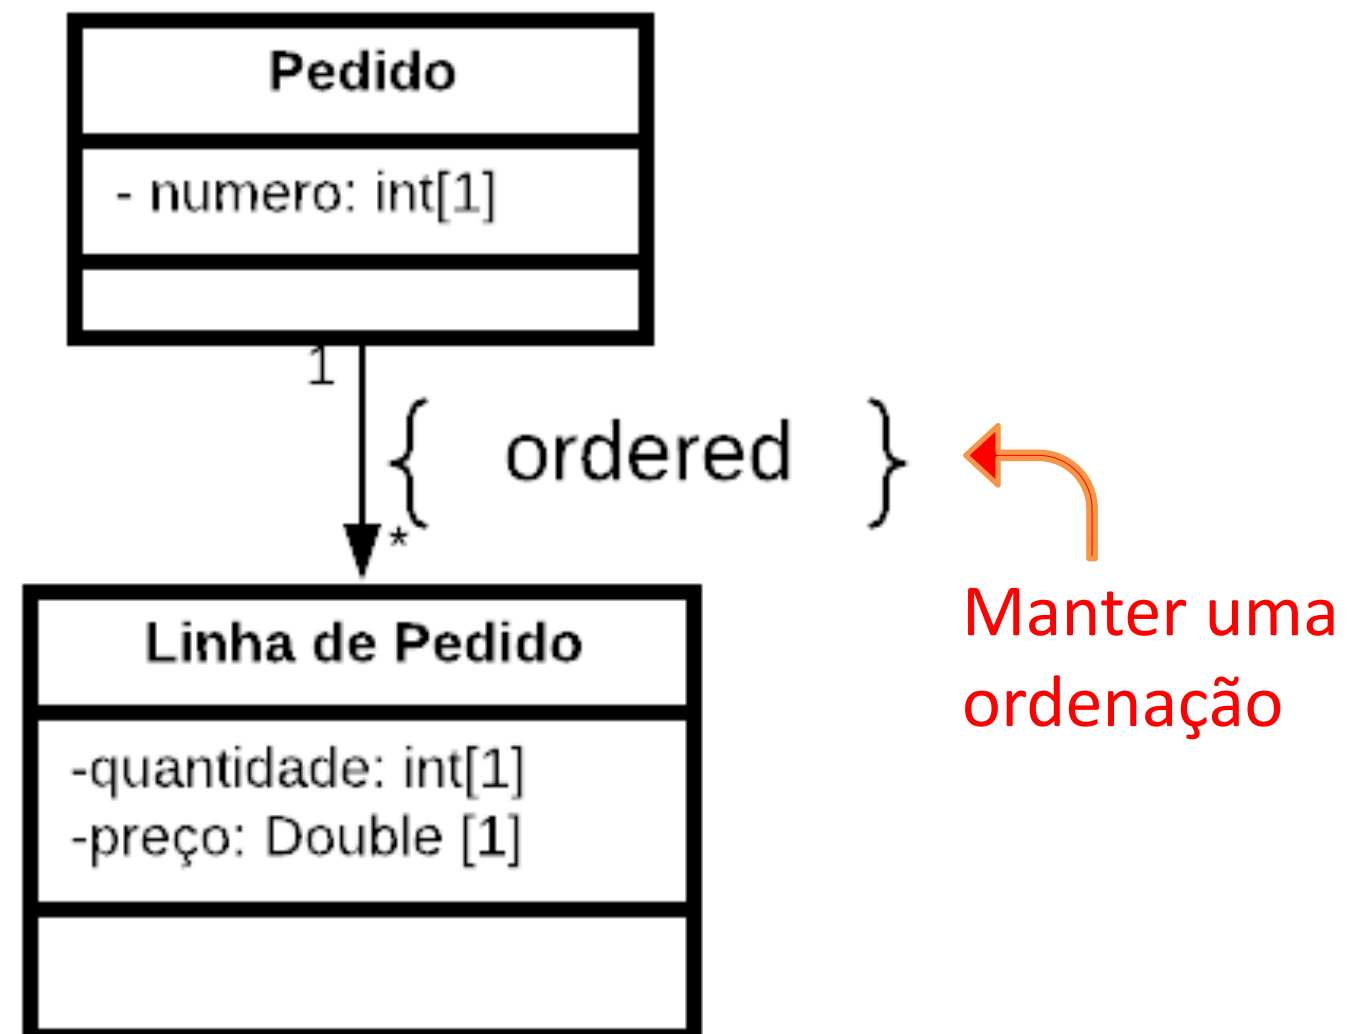 Pedido
- numero: int[1]
1
{ ordered }
*
Linha de Pedido
-quantidade: int[1]
-preço: Double [1]
Manter uma
ordenação